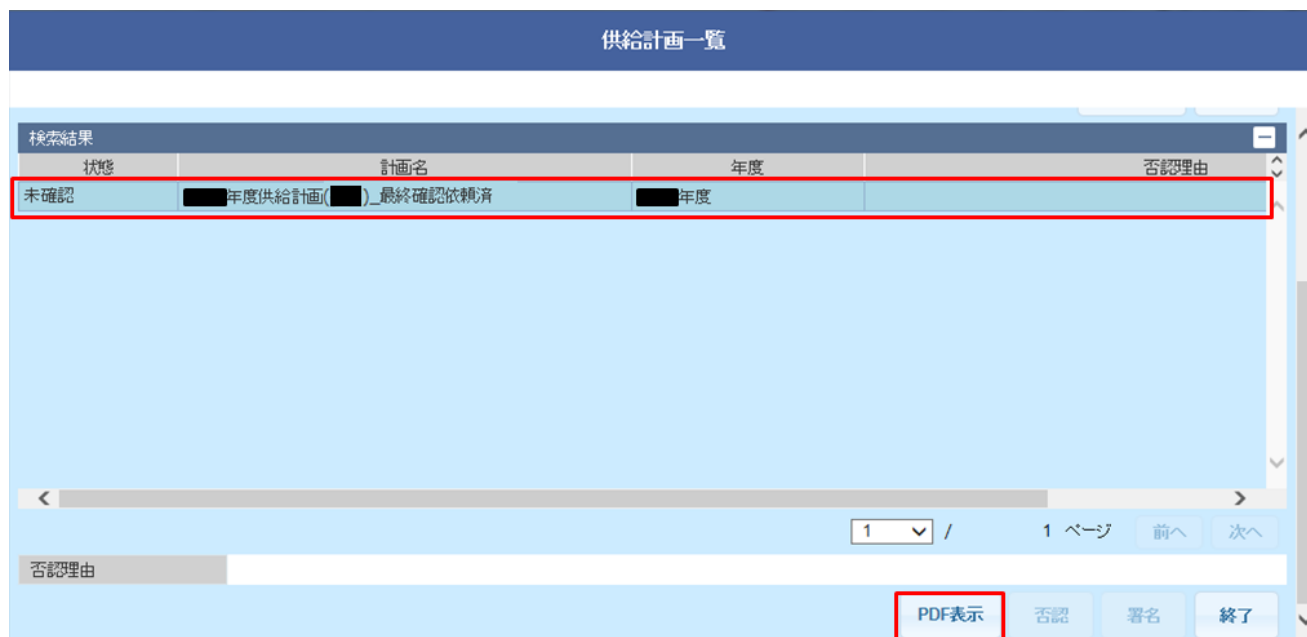 供給計画一覧
検索結果
状態 計画名 年度 否認理由
未確認 年度供給計画( )_最終確認依頼済 年度
1 / 1 ページ 前へ 次へ
否認理由
PDF表示 否認 署名 終了